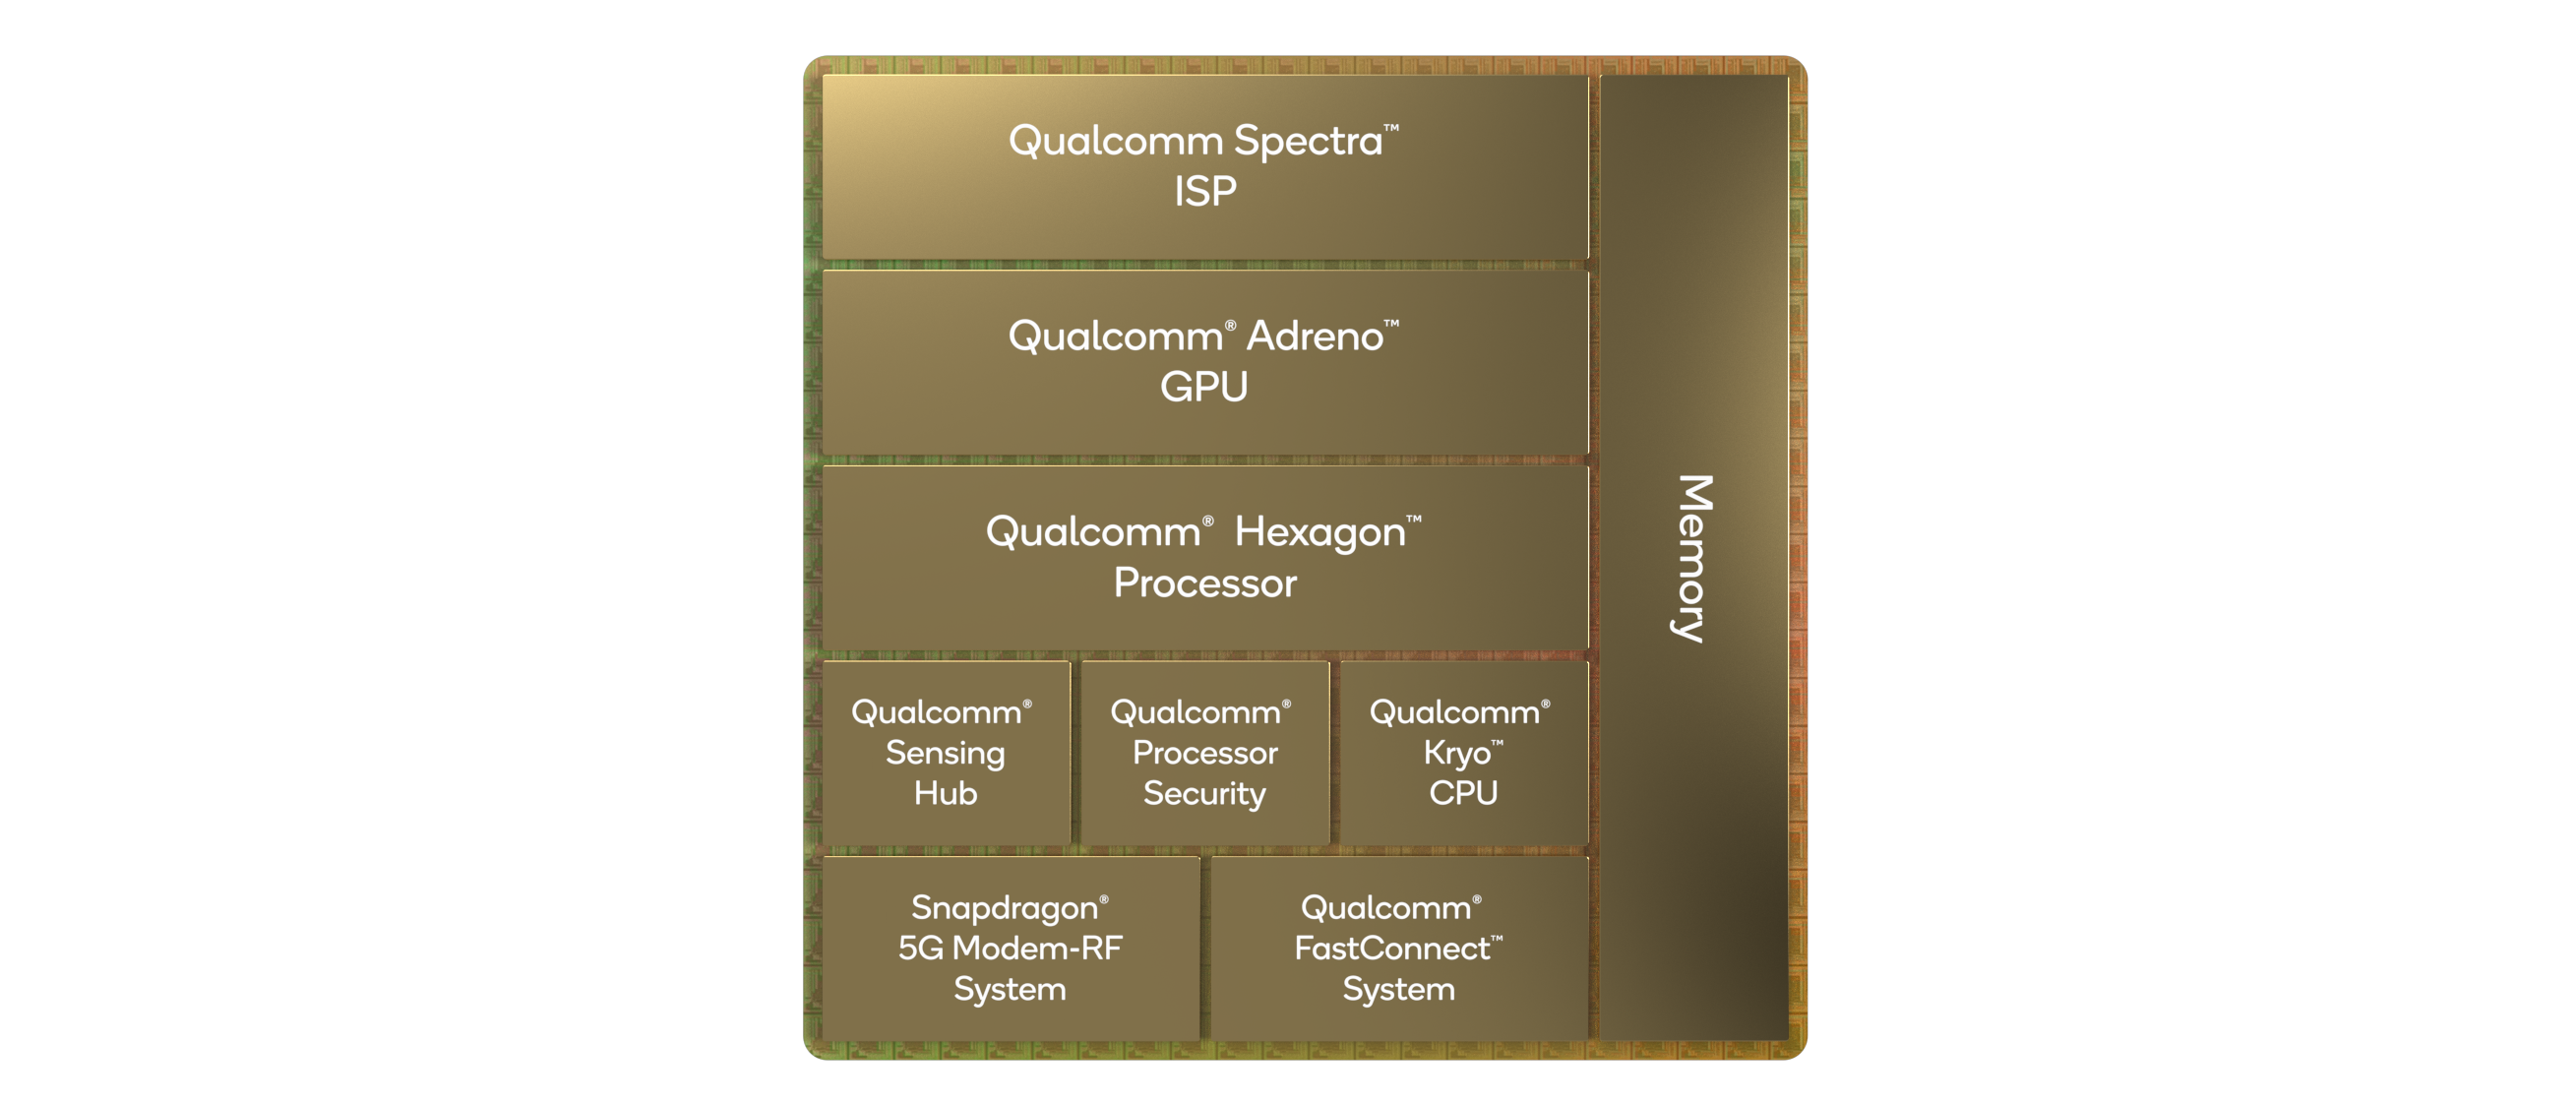 Qualcomm Spectra™
ISP
Qualcomm® Adreno™
GPU
Qualcomm® Hexagon™
Processor
Qualcomm®
Sensing
Hub
Qualcomm®
Processor
Security
Qualcomm®
Kryo™
CPU
Snapdragon®
5G Modem-RF
System
Qualcomm®
FastConnect™
System
Memory